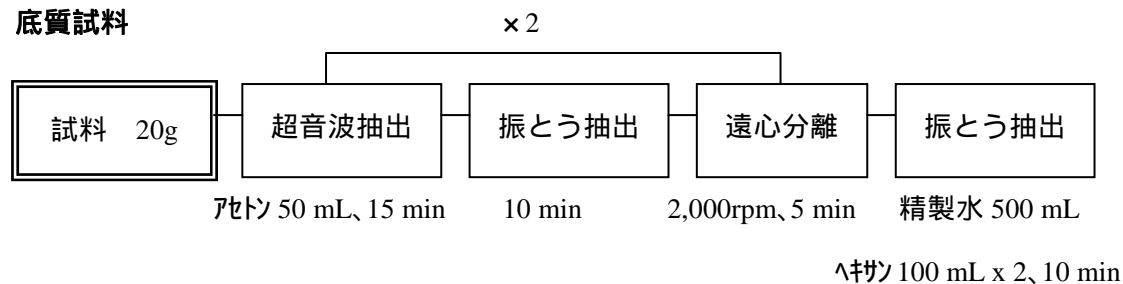 底質試料
×2
試料 20g
超音波抽出
振とう抽出
遠心分離
振とう抽出
ｱｾﾄﾝ 50 mL、15 min
10 min
2,000rpm、5 min
精製水 500 mL
ﾍｷｻﾝ 100 mL x 2、10 min